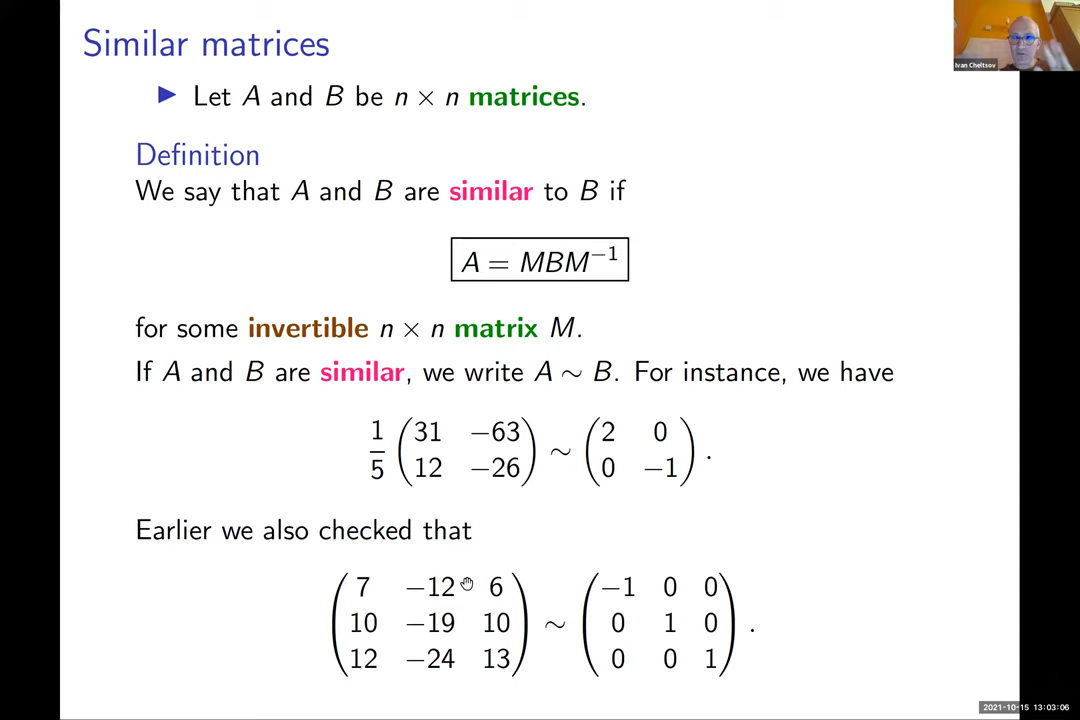 Similar matrices
Ivan Cheltsov
▶ Let A and B be n × n matrices.
Definition
We say that A and B are similar to B if
A = MBM⁻¹
for some invertible n × n matrix M.
If A and B are similar, we write A ∼ B. For instance, we have
1/5 (31 −63; 12 −26) ∼ (2 0; 0 −1).
Earlier we also checked that
(7 −12 6; 10 −19 10; 12 −24 13) ∼ (−1 0 0; 0 1 0; 0 0 1).
2021-10-15 13:03:06